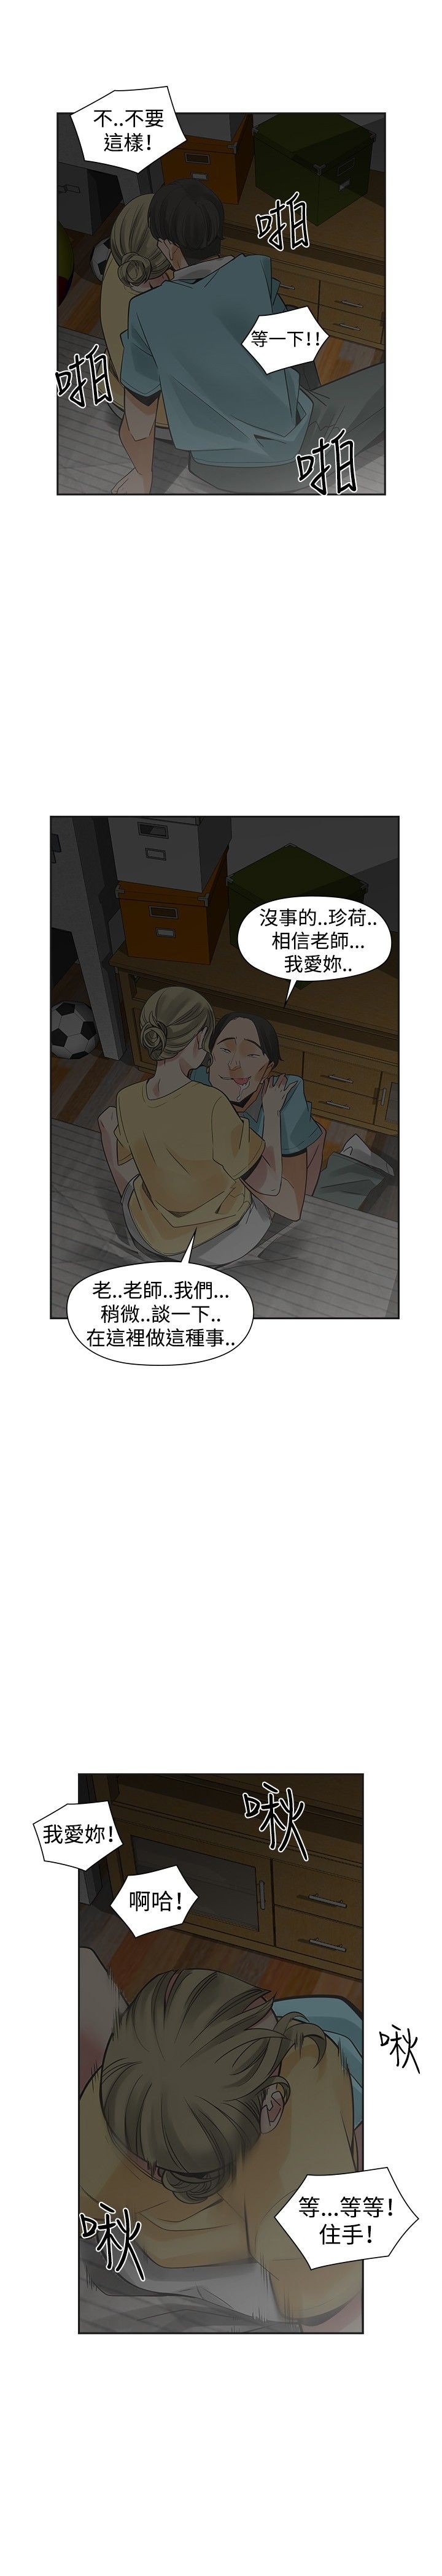 不..不要
這樣!
啪
等一下!!
啪
啪
沒事的..珍荷..
相信老師...
我愛妳..
老..老師..我們...
稍微..談一下..
在這裡做這種事..
啾
我愛妳!
啊哈!
啾
等...等等!
住手!
啾